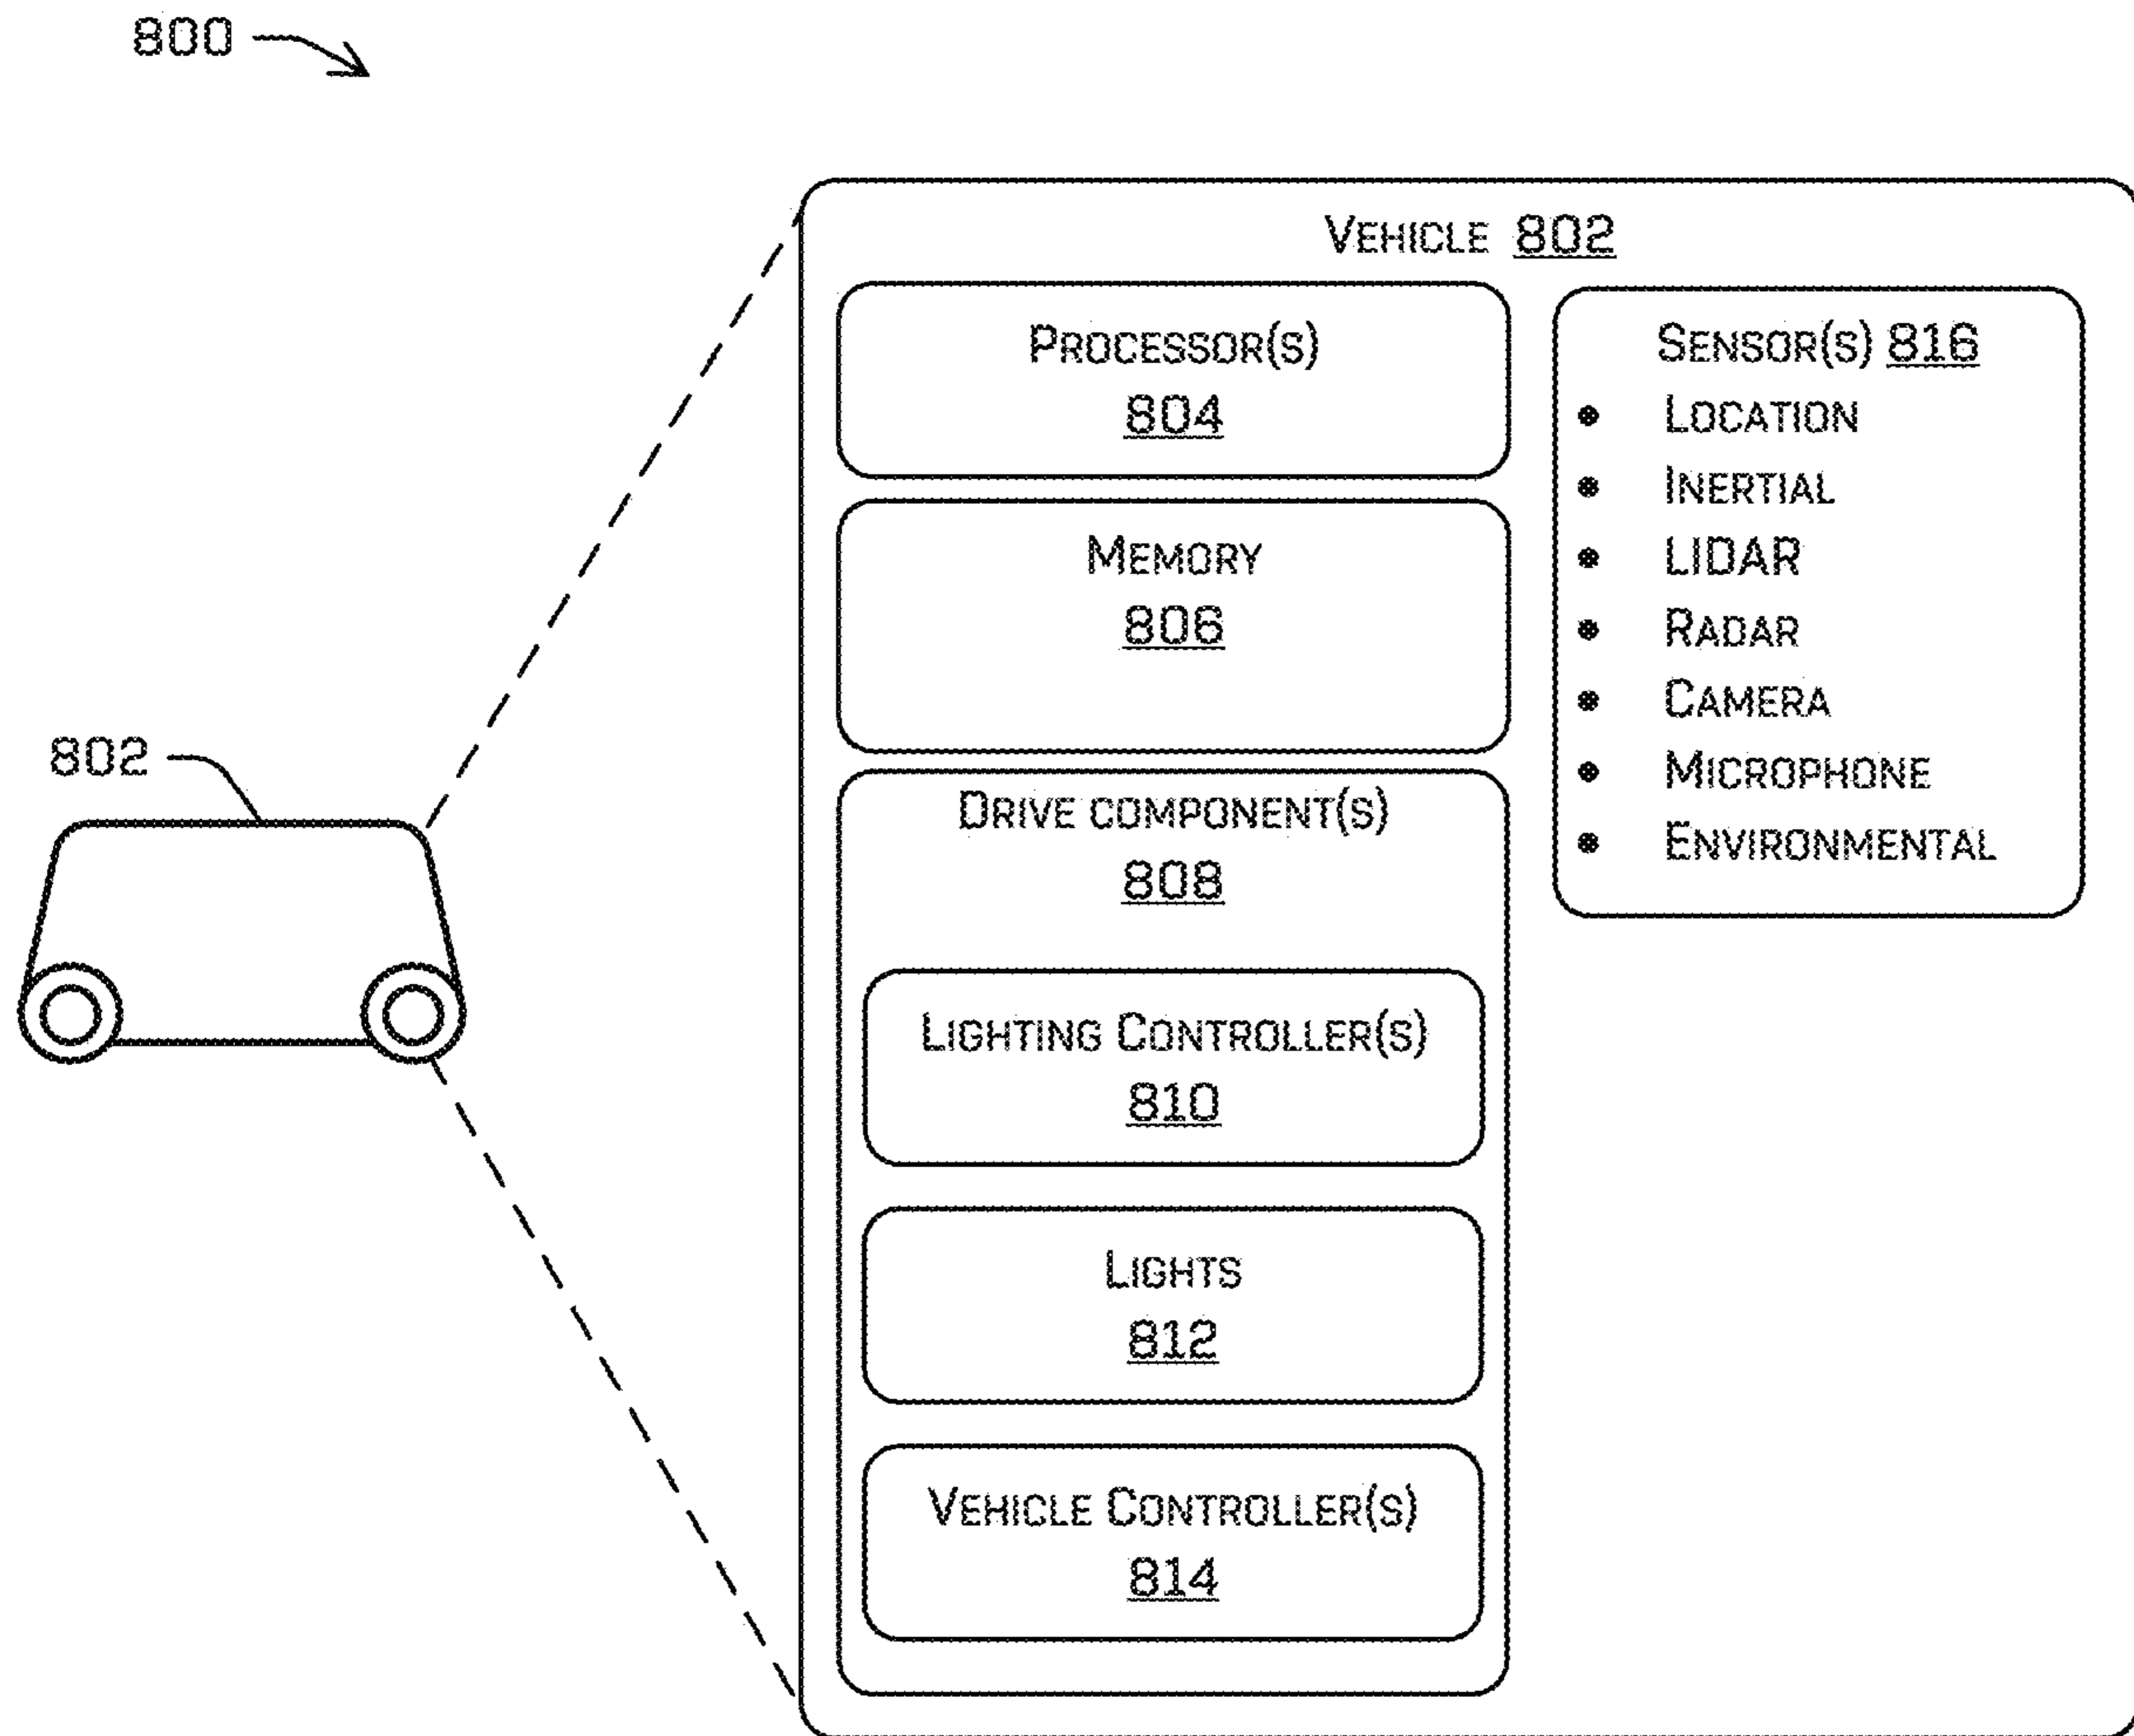 800
802
VEHICLE 802
PROCESSOR(S)
804
MEMORY
806
DRIVE COMPONENT(S)
808
LIGHTING CONTROLLER(S)
810
LIGHTS
812
VEHICLE CONTROLLER(S)
814
SENSOR(S) 816
• LOCATION
• INERTIAL
• LIDAR
• RADAR
• CAMERA
• MICROPHONE
• ENVIRONMENTAL